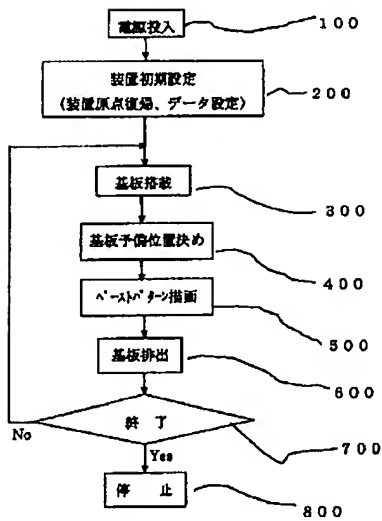 電源投入
100
装置初期設定
(装置原点復帰、データ設定)
200
基板搭載
300
基板予備位置決め
400
ペーストパターン描画
500
基板排出
600
終 了
700
No
Yes
停 止
800